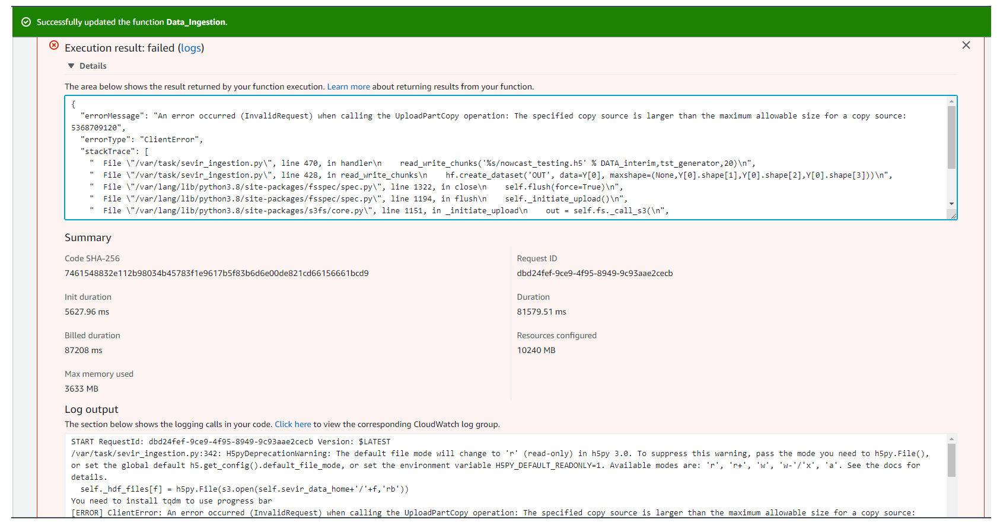 Successfully updated the function Data_Ingestion.
Execution result: failed (logs)
Details
The area below shows the result returned by your function execution. Learn more about returning results from your function.
{
  "errorMessage": "An error occurred (InvalidRequest) when calling the UploadPartCopy operation: The specified copy source is larger than the maximum allowable size for a copy source:
5368709120",
  "errorType": "ClientError",
  "stackTrace": [
    "  File \"/var/task/sevir_ingestion.py\", line 470, in handler\n    read_write_chunks('%s/nowcast_testing.h5' % DATA_interim,tst_generator,20)\n",
    "  File \"/var/task/sevir_ingestion.py\", line 428, in read_write_chunks\n    hf.create_dataset('OUT', data=Y[0], maxshape=(None,Y[0].shape[1],Y[0].shape[2],Y[0].shape[3]))\n",
    "  File \"/var/lang/lib/python3.8/site-packages/fsspec/spec.py\", line 1322, in close\n    self.flush(force=True)\n",
    "  File \"/var/lang/lib/python3.8/site-packages/fsspec/spec.py\", line 1194, in flush\n    self._initiate_upload()\n",
    "  File \"/var/lang/lib/python3.8/site-packages/s3fs/core.py\", line 1151, in _initiate_upload\n    out = self.fs._call_s3(\n",
Summary
Code SHA-256
7461548832e112b98034b45783f1e9617b5f83b6d6e00de821cd66156661bcd9
Request ID
dbd24fef-9ce9-4f95-8949-9c93aae2cecb
Init duration
5627.96 ms
Duration
81579.51 ms
Billed duration
87208 ms
Resources configured
10240 MB
Max memory used
3633 MB
Log output
The section below shows the logging calls in your code. Click here to view the corresponding CloudWatch log group.
START RequestId: dbd24fef-9ce9-4f95-8949-9c93aae2cecb Version: $LATEST
/var/task/sevir_ingestion.py:342: H5pyDeprecationWarning: The default file mode will change to 'r' (read-only) in h5py 3.0. To suppress this warning, pass the mode you need to h5py.File(),
or set the global default h5.get_config().default_file_mode, or set the environment variable H5PY_DEFAULT_READONLY=1. Available modes are: 'r', 'r+', 'w', 'w-'/'x', 'a'. See the docs for
details.
  self._hdf_files[f] = h5py.File(s3.open(self.sevir_data_home+'/'+f,'rb'))
You need to install tqdm to use progress bar
[ERROR] ClientError: An error occurred (InvalidRequest) when calling the UploadPartCopy operation: The specified copy source is larger than the maximum allowable size for a copy source: